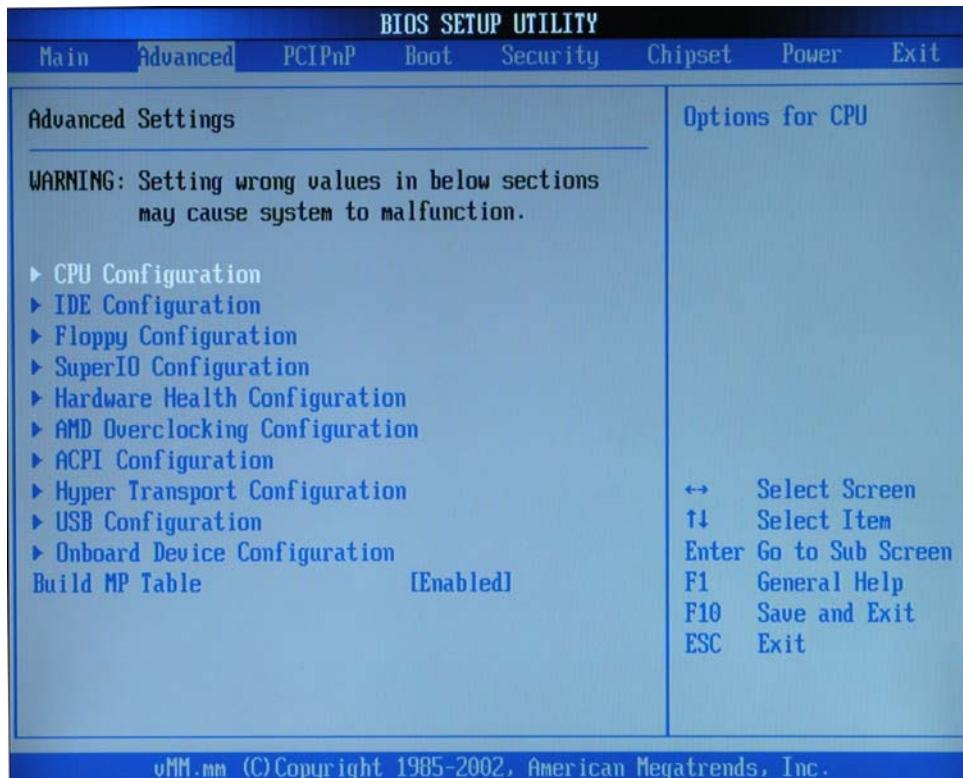 BIOS SETUP UTILITY
Main Advanced PCIPnP Boot Security Chipset Power Exit
Advanced Settings
WARNING: Setting wrong values in below sections
may cause system to malfunction.
▶ CPU Configuration
▶ IDE Configuration
▶ Floppy Configuration
▶ SuperIO Configuration
▶ Hardware Health Configuration
▶ AMD Overclocking Configuration
▶ ACPI Configuration
▶ Hyper Transport Configuration
▶ USB Configuration
▶ Onboard Device Configuration
Build MP Table [Enabled]
Options for CPU
↔ Select Screen
↑↓ Select Item
Enter Go to Sub Screen
F1 General Help
F10 Save and Exit
ESC Exit
vMM.mm (C)Copyright 1985-2002, American Megatrends, Inc.